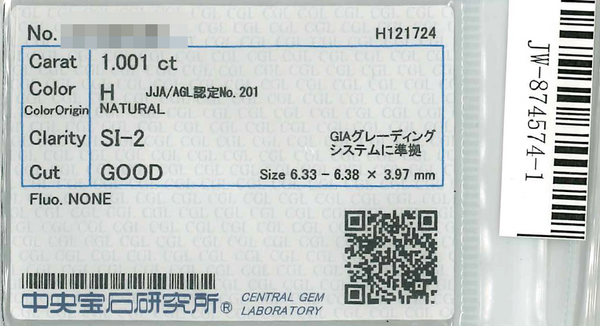 No.
H121724
Carat 1.001 ct
Color H JJA/AGL認定No.201
ColorOrigin NATURAL
Clarity SI-2 GIAグレーディング
システムに準拠
Cut GOOD Size 6.33 - 6.38 × 3.97 mm
Fluo. NONE
中央宝石研究所® CENTRAL GEM
LABORATORY
JW-874574-1